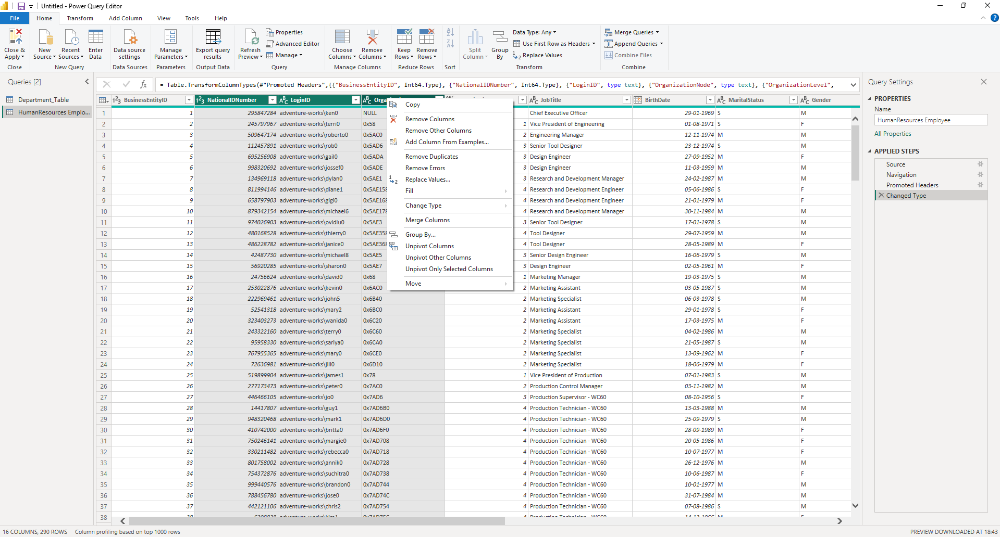 Untitled - Power Query Editor
File Home Transform Add Column View Tools Help
Close & Apply
New Source
Recent Sources
Enter Data
Data source settings
Manage Parameters
Export query results
Refresh Preview
Properties
Advanced Editor
Manage
Choose Columns
Remove Columns
Keep Rows
Remove Rows
Split Column
Group By
Data Type: Any
Use First Row as Headers
Replace Values
Merge Queries
Append Queries
Combine Files
Close New Query Data Sources Parameters Output Data Query Manage Columns Reduce Rows Sort Transform Combine
Queries [2]
Department_Table
HumanResources Emplo...
= Table.TransformColumnTypes(#"Promoted Headers",{{"BusinessEntityID", Int64.Type}, {"NationalIDNumber", Int64.Type}, {"LoginID", type text}, {"OrganizationNode", type text}, {"OrganizationLevel",
BusinessEntityID NationalIDNumber LoginID JobTitle BirthDate MaritalStatus Gender
1 1 295847284 adventure-works\ken0 NULL Chief Executive Officer 29-01-1969 S M
2 2 245797967 adventure-works\terri0 0x58 1 Vice President of Engineering 01-08-1971 S F
3 3 509647174 adventure-works\roberto0 0x5AC0 2 Engineering Manager 12-11-1974 M M
4 4 112457891 adventure-works\rob0 0x5AD6 3 Senior Tool Designer 23-12-1974 S M
5 5 695256908 adventure-works\gail0 0x5ADA 3 Design Engineer 27-09-1952 M F
6 6 998320692 adventure-works\jossef0 0x5ADE 3 Design Engineer 11-03-1959 M M
7 7 134969118 adventure-works\dylan0 0x5AE1 3 Research and Development Manager 24-02-1987 M M
8 8 811994146 adventure-works\diane1 0x5AE158 4 Research and Development Engineer 05-06-1986 S F
9 9 658797903 adventure-works\gigi0 0x5AE168 4 Research and Development Engineer 21-01-1979 M F
10 10 879342154 adventure-works\michael6 0x5AE178 4 Research and Development Manager 30-11-1984 M M
11 11 974026903 adventure-works\ovidiu0 0x5AE3 3 Senior Tool Designer 17-01-1978 S M
12 12 480168528 adventure-works\thierry0 0x5AE358 4 Tool Designer 29-07-1959 M M
13 13 486228782 adventure-works\janice0 0x5AE368 4 Tool Designer 28-05-1989 M F
14 14 42487730 adventure-works\michael8 0x5AE5 3 Senior Design Engineer 16-06-1979 S M
15 15 56920285 adventure-works\sharon0 0x5AE7 3 Design Engineer 02-05-1961 M F
16 16 24756624 adventure-works\david0 0x68 1 Marketing Manager 19-03-1975 S M
17 17 253022876 adventure-works\kevin0 0x6AC0 2 Marketing Assistant 03-05-1987 S M
18 18 222969461 adventure-works\john5 0x6B40 2 Marketing Specialist 06-03-1978 S M
19 19 52541318 adventure-works\mary2 0x6BC0 2 Marketing Assistant 29-01-1978 S F
20 20 323403273 adventure-works\wanida0 0x6C20 2 Marketing Assistant 17-03-1975 M F
21 21 243322160 adventure-works\terry0 0x6C60 2 Marketing Specialist 04-02-1986 M M
22 22 95958330 adventure-works\sariya0 0x6CA0 2 Marketing Specialist 21-05-1987 S M
23 23 767955365 adventure-works\mary0 0x6CE0 2 Marketing Specialist 13-09-1962 M F
24 24 72636981 adventure-works\jill0 0x6D10 2 Marketing Specialist 18-06-1979 M F
25 25 519899904 adventure-works\james1 0x78 1 Vice President of Production 07-01-1983 S M
26 26 277173473 adventure-works\peter0 0x7AC0 2 Production Control Manager 03-11-1982 M M
27 27 446466105 adventure-works\jo0 0x7AD6 3 Production Supervisor - WC60 08-10-1956 S F
28 28 14417807 adventure-works\guy1 0x7AD6B0 4 Production Technician - WC60 13-03-1988 M M
29 29 948320468 adventure-works\mark1 0x7AD6D0 4 Production Technician - WC60 25-09-1979 S M
30 30 410742000 adventure-works\britta0 0x7AD6F0 4 Production Technician - WC60 28-09-1989 M F
31 31 750246141 adventure-works\margie0 0x7AD708 4 Production Technician - WC60 20-05-1986 M F
32 32 330211482 adventure-works\rebecca0 0x7AD718 4 Production Technician - WC60 10-07-1977 M F
33 33 801758002 adventure-works\annik0 0x7AD728 4 Production Technician - WC60 26-12-1976 M M
34 34 754372876 adventure-works\suchitra0 0x7AD738 4 Production Technician - WC60 10-06-1987 M F
35 35 999440576 adventure-works\brandon0 0x7AD744 4 Production Technician - WC60 10-01-1977 M M
36 36 788456780 adventure-works\jose0 0x7AD74C 4 Production Technician - WC60 31-07-1984 M M
37 37 442121106 adventure-works\chris2 0x7AD754 4 Production Technician - WC60 07-08-1986 S M
38
Copy
Remove Columns
Remove Other Columns
Add Column From Examples...
Remove Duplicates
Remove Errors
Replace Values...
Fill
Change Type
Merge Columns
Group By...
Unpivot Columns
Unpivot Other Columns
Unpivot Only Selected Columns
Move
Query Settings
PROPERTIES
Name
HumanResources Employee
All Properties
APPLIED STEPS
Source
Navigation
Promoted Headers
Changed Type
16 COLUMNS, 290 ROWS Column profiling based on top 1000 rows
PREVIEW DOWNLOADED AT 18:43